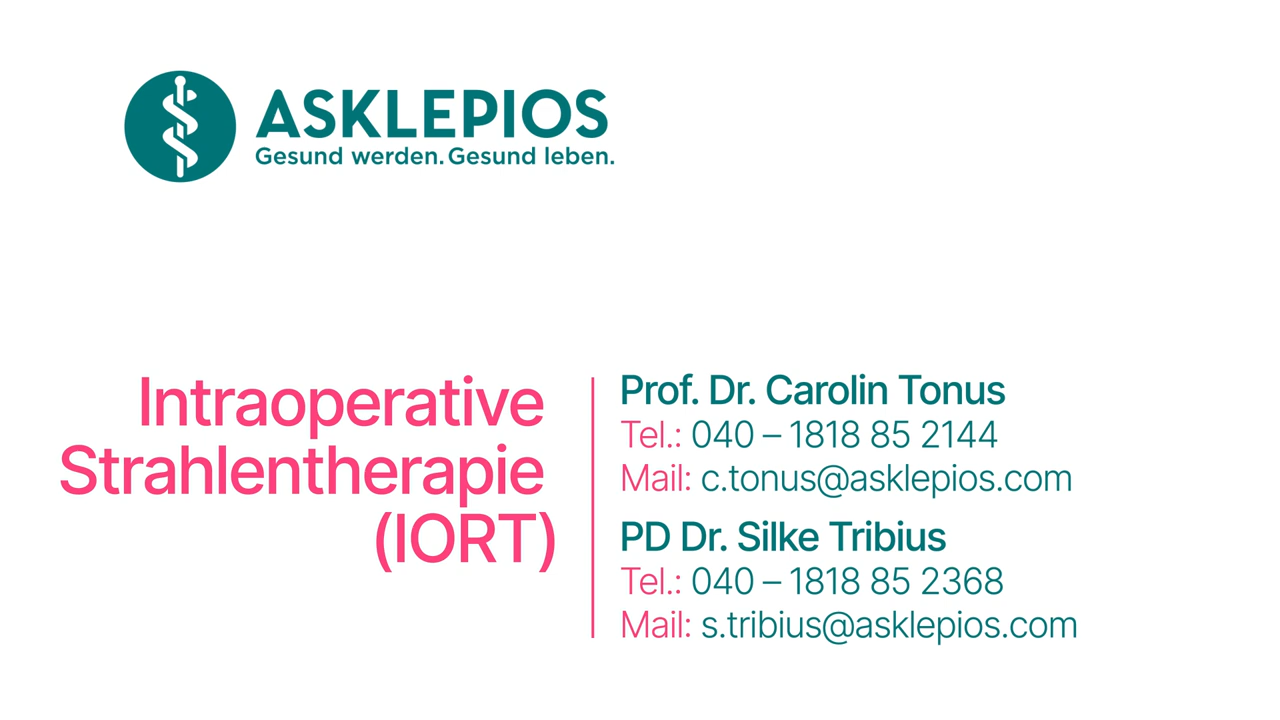 ASKLEPIOS
Gesund werden. Gesund leben.
Intraoperative
Strahlentherapie
(IORT)
Prof. Dr. Carolin Tonus
Tel.: 040 – 1818 85 2144
Mail: c.tonus@asklepios.com
PD Dr. Silke Tribius
Tel.: 040 – 1818 85 2368
Mail: s.tribius@asklepios.com